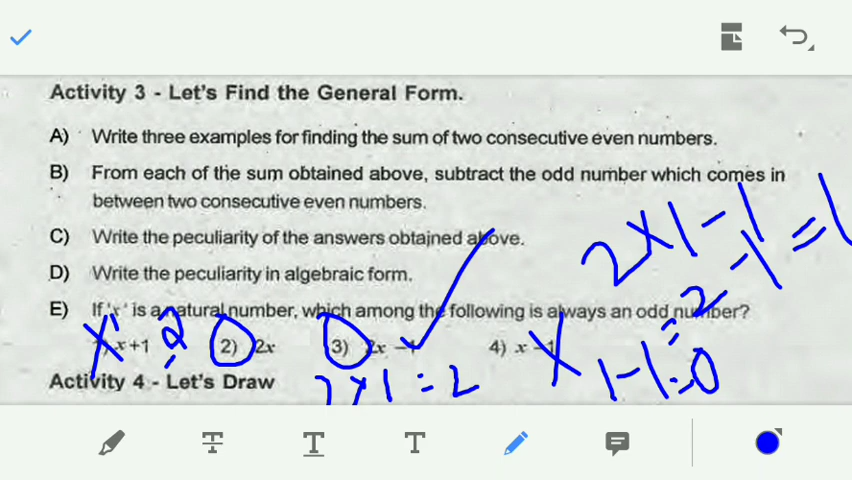 Activity 3 - Let's Find the General Form.
A) Write three examples for finding the sum of two consecutive even numbers.
B) From each of the sum obtained above, subtract the odd number which comes in
between two consecutive even numbers.
C) Write the peculiarity of the answers obtained above.
2x1-1=1
D) Write the peculiarity in algebraic form.
=2-1
E) If 'x' is a natural number, which among the following is always an odd number?
1) x+1 2) 2x 3) 2x -1 4) x -1
1-1=0
Activity 4 - Let's Draw
2x1=2